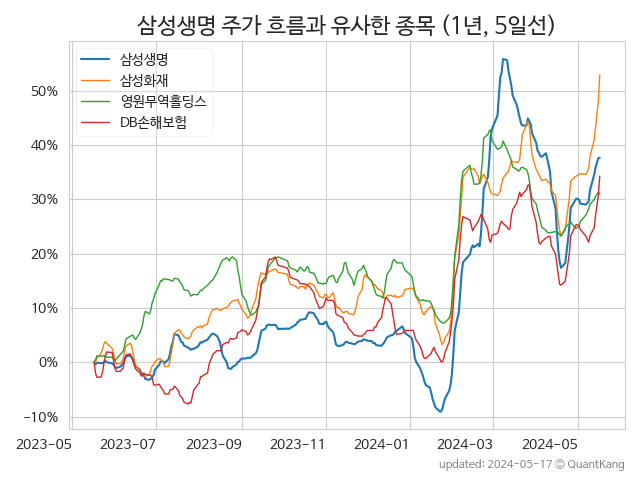 삼성생명 주가 흐름과 유사한 종목 (1년, 5일선)
삼성생명
삼성화재
영원무역홀딩스
DB손해보험
50%
40%
30%
20%
10%
0%
−10%
2023-05 2023-07 2023-09 2023-11 2024-01 2024-03 2024-05
updated: 2024-05-17 © QuantKang